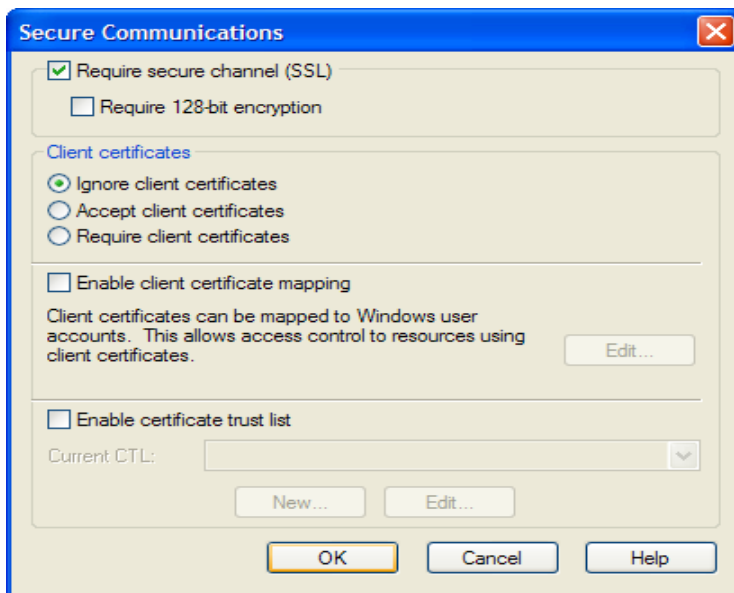 Secure Communications
Require secure channel (SSL)
Require 128-bit encryption
Client certificates
Ignore client certificates
Accept client certificates
Require client certificates
Enable client certificate mapping
Client certificates can be mapped to Windows user
accounts. This allows access control to resources using
client certificates.
Edit...
Enable certificate trust list
Current CTL:
New... Edit...
OK Cancel Help